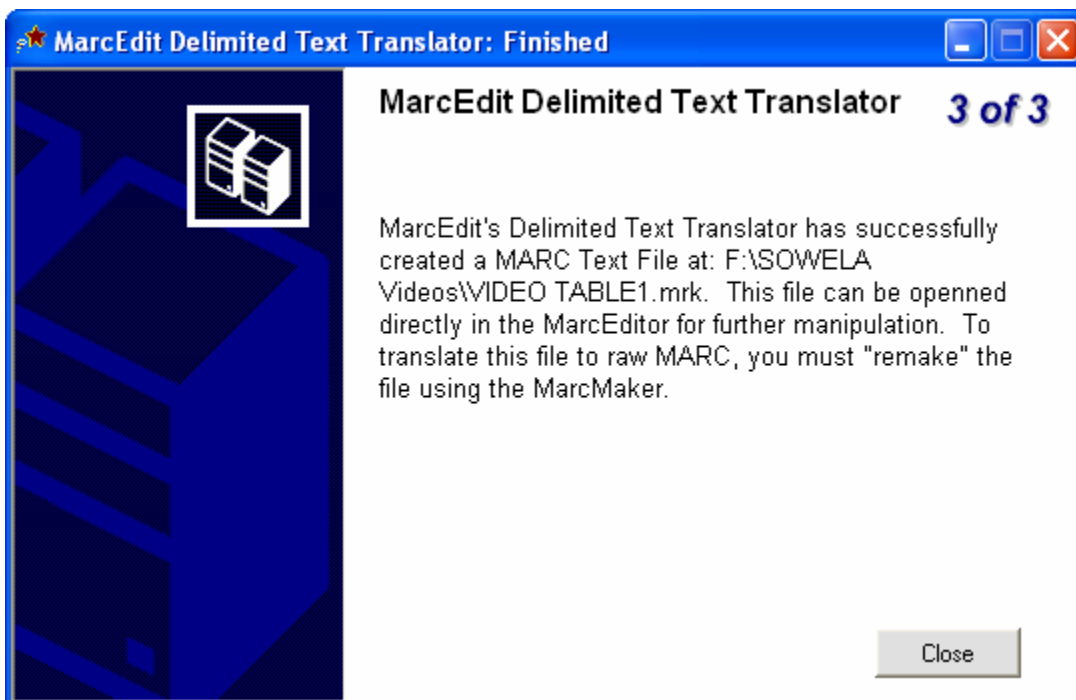 MarcEdit Delimited Text Translator: Finished
MarcEdit Delimited Text Translator
3 of 3
MarcEdit's Delimited Text Translator has successfully
created a MARC Text File at: F:\SOWELA
Videos\VIDEO TABLE1.mrk.  This file can be openned
directly in the MarcEditor for further manipulation.  To
translate this file to raw MARC, you must "remake" the
file using the MarcMaker.
Close